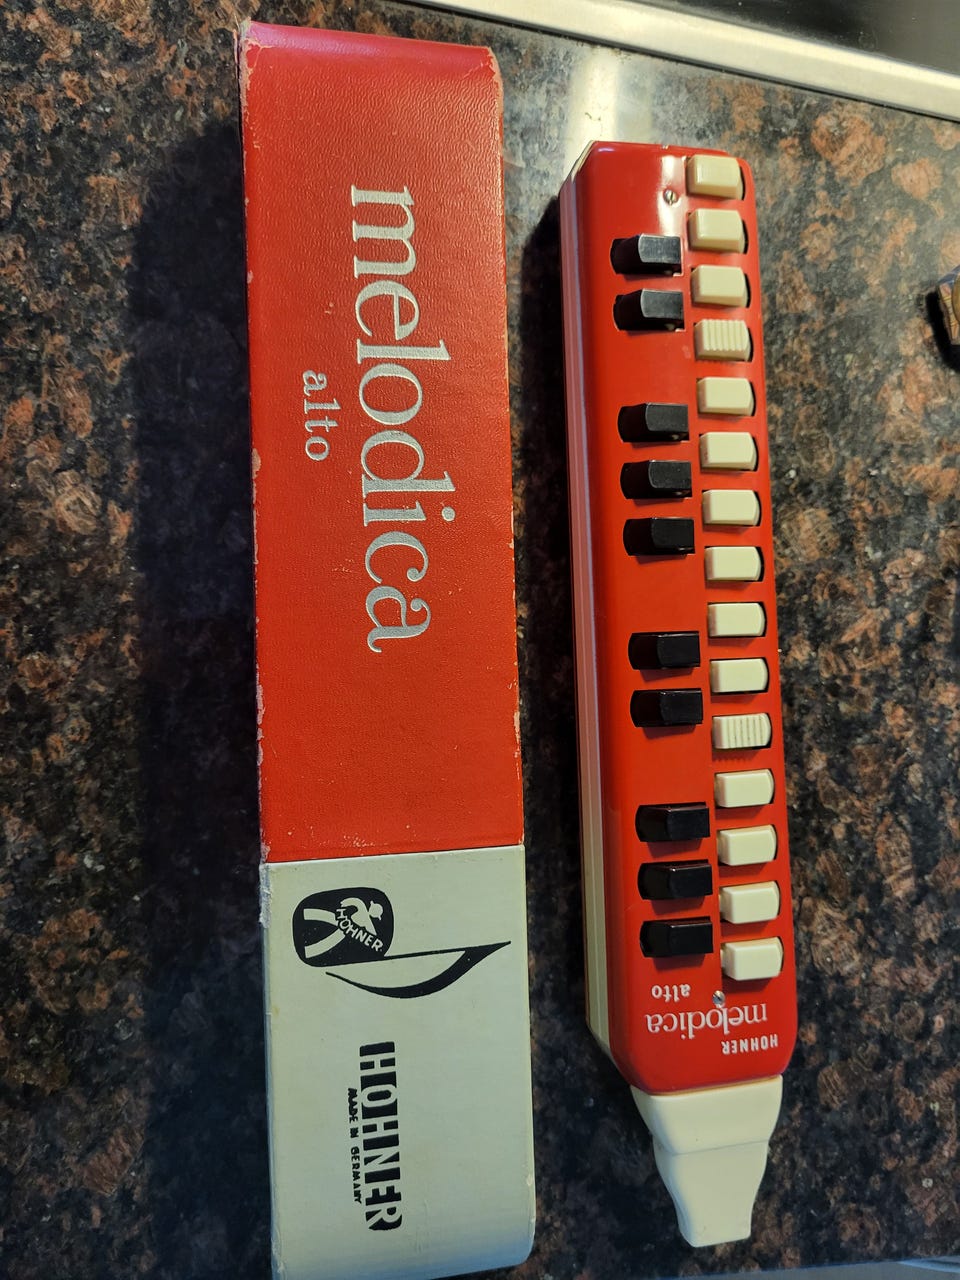 melodica
alto
HOHNER
HOHNER
MADE IN GERMANY
HOHNER
melodica
alto